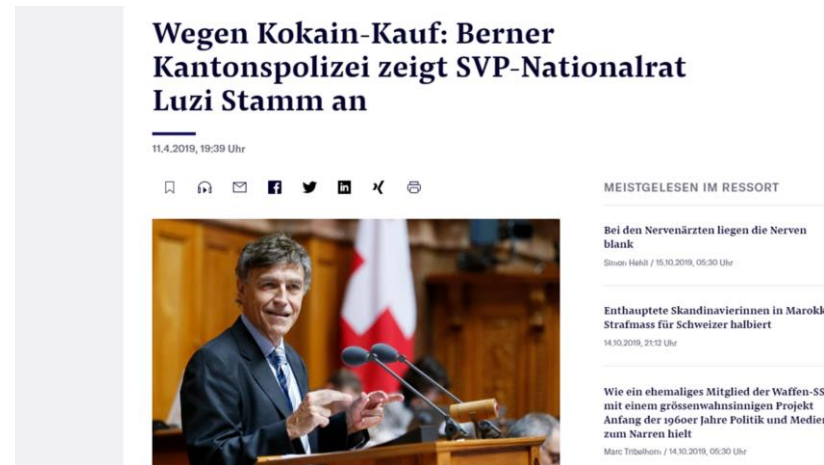 Wegen Kokain-Kauf: Berner
Kantonspolizei zeigt SVP-Nationalrat
Luzi Stamm an
11.4.2019, 19:39 Uhr
MEISTGELESEN IM RESSORT
Bei den Nervenärzten liegen die Nerven
blank
Simon Hehli / 15.10.2019, 05:30 Uhr
Enthauptete Skandinavierinnen in Marokk
Strafmass für Schweizer halbiert
14.10.2019, 21:12 Uhr
Wie ein ehemaliges Mitglied der Waffen-SS
mit einem grössenwahnsinnigen Projekt
Anfang der 1960er Jahre Politik und Medien
zum Narren hielt
Marc Tribelhorn / 14.10.2019, 05:30 Uhr